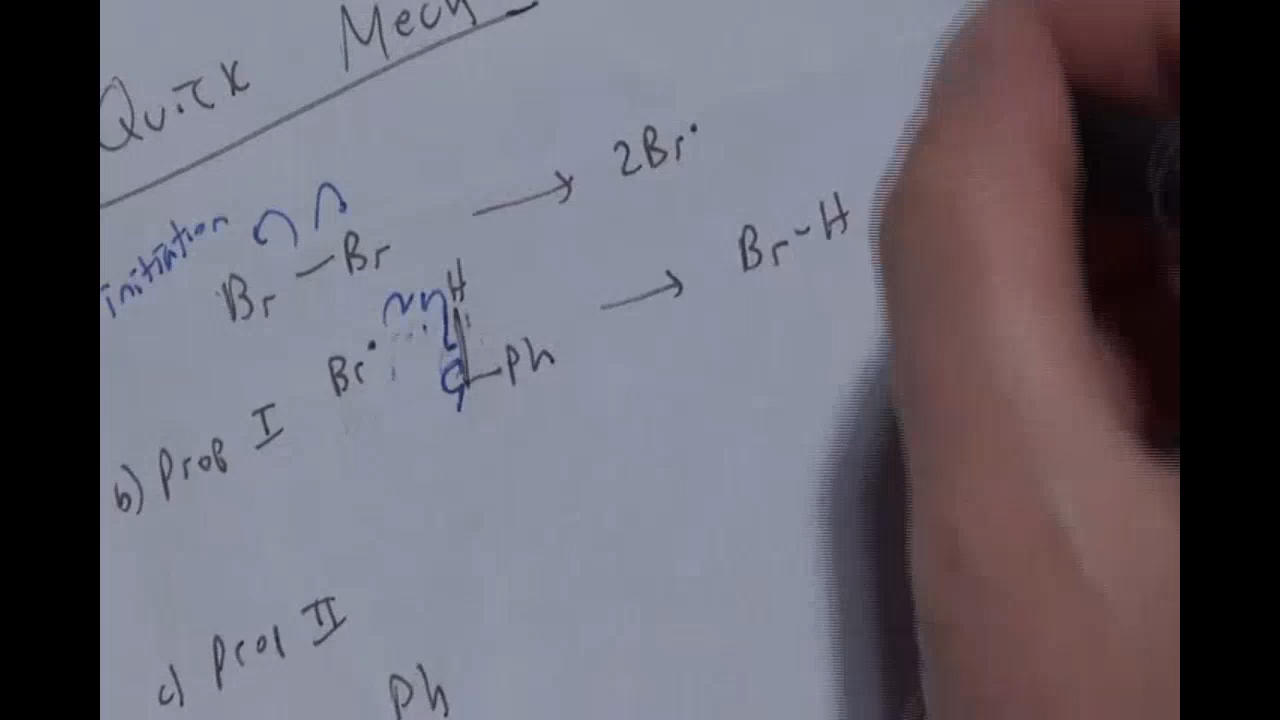 Quick Mech
initiation Br-Br → 2Br•
b) Prop I Br• H Ph → Br-H
c) Prop II
Ph